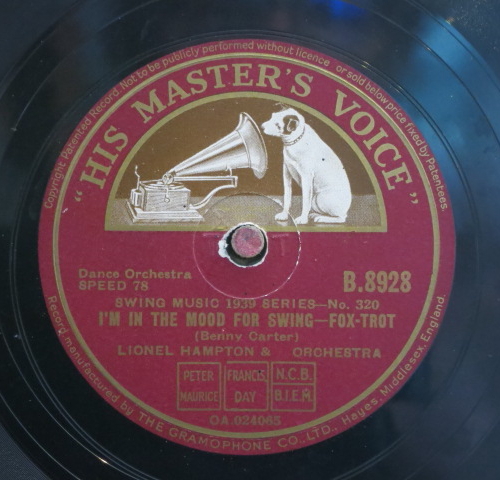 Copyright: Patented Record. Not to be publicly performed without licence or sold below price fixed by Patentees.
"HIS MASTER'S VOICE"
Dance Orchestra
SPEED 78
B.8928
SWING MUSIC 1939 SERIES—No. 320
I'M IN THE MOOD FOR SWING—FOX-TROT
(Benny Carter)
LIONEL HAMPTON & ORCHESTRA
PETER MAURICE
FRANCIS, DAY
N.C.B.
B.I.E.M.
OA.024065
Record manufactured by THE GRAMOPHONE CO., LTD., Hayes, Middlesex, England.